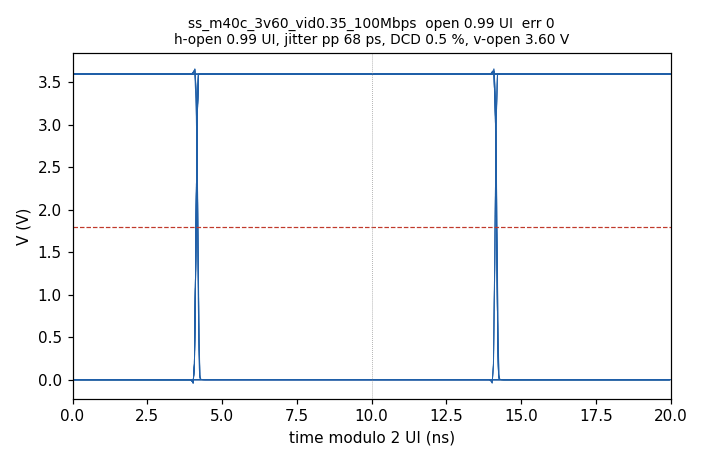 ss_m40c_3v60_vid0.35_100Mbps  open 0.99 UI  err 0
h-open 0.99 UI, jitter pp 68 ps, DCD 0.5 %, v-open 3.60 V
V (V)
3.5
3.0
2.5
2.0
1.5
1.0
0.5
0.0
0.0 2.5 5.0 7.5 10.0 12.5 15.0 17.5 20.0
time modulo 2 UI (ns)